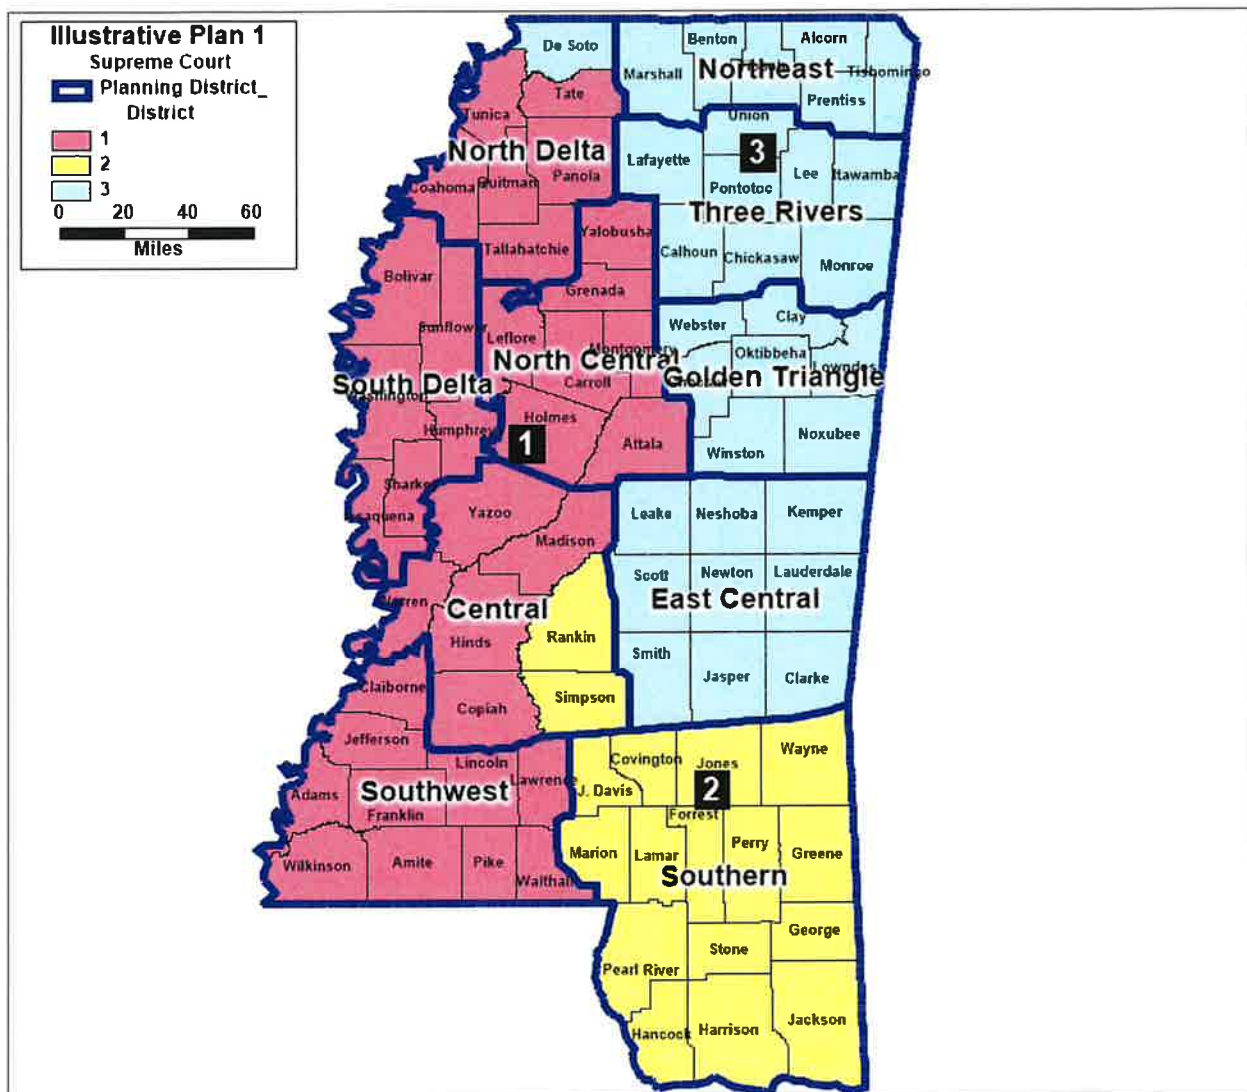 Illustrative Plan 1
Supreme Court
Planning District_
District
1
2
3
0 20 40 60
Miles
De Soto
Benton
Alcorn
Marshall
Northeast
Tishomingo
Tate
Prentiss
Tunica
Union
North Delta
3
Lafayette
Lee
Itawamba
Panola
Quitman
Coahoma
Pontotoc
Three_Rivers
Yalobusha
Tallahatchie
Calhoun
Chickasaw
Monroe
Bolivar
Grenada
Clay
Webster
Sunflower
Leflore
Montgomery
Oktibbeha
North Central
Lowndes
Golden Triangle
South Delta
Carroll
Washington
Holmes
Humphreys
1
Attala
Noxubee
Winston
Sharkey
Yazoo
Leake
Neshoba
Kemper
Issaquena
Madison
Scott
Newton
Lauderdale
Warren
Central
East Central
Rankin
Hinds
Smith
Jasper
Clarke
Claiborne
Simpson
Copiah
Jefferson
Wayne
Lincoln
Covington
Jones
Lawrence
Adams
Southwest
J. Davis
2
Franklin
Forrest
Perry
Marion
Lamar
Greene
Wilkinson
Amite
Pike
Walthall
Southern
George
Stone
Pearl River
Jackson
Hancock
Harrison